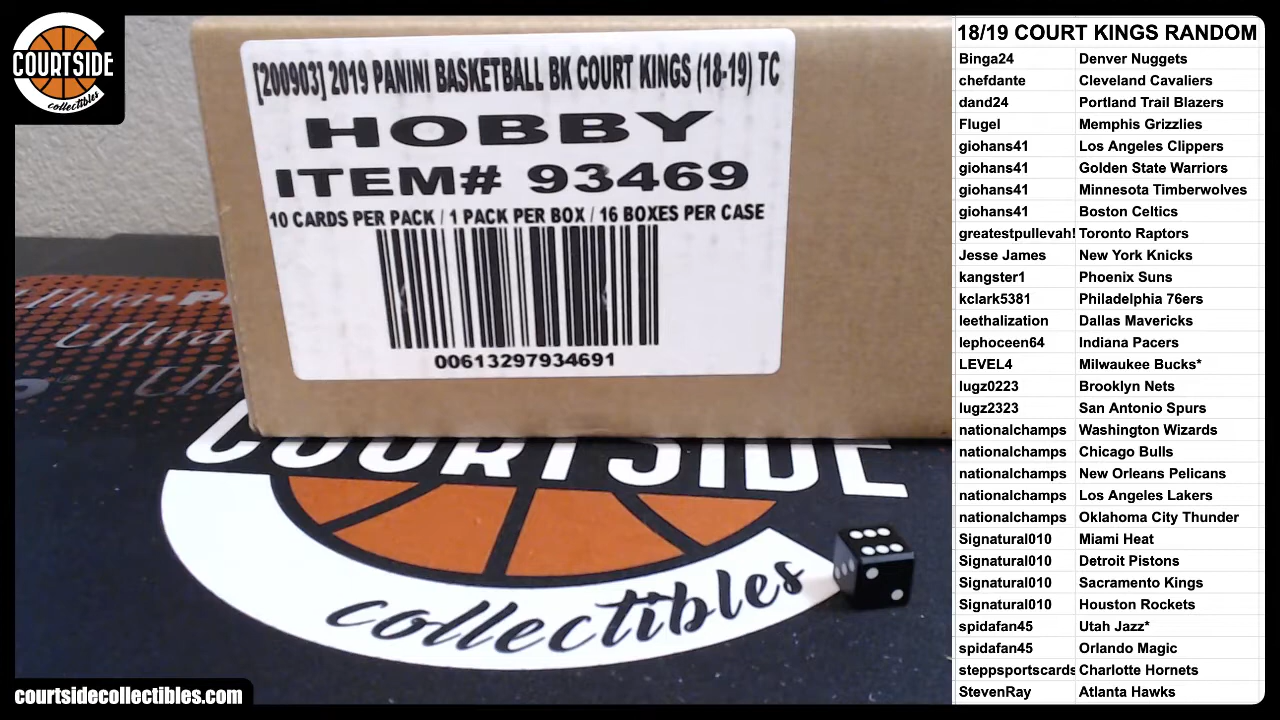 COURTSIDE
collectibles
[200903] 2019 PANINI BASKETBALL BK COURT KINGS (18-19) TC
HOBBY
ITEM# 93469
10 CARDS PER PACK / 1 PACK PER BOX / 16 BOXES PER CASE
00613297934691
Ultra
COURTSIDE
collectibles
courtsidecollectibles.com
18/19 COURT KINGS RANDOM
Binga24 Denver Nuggets
chefdante Cleveland Cavaliers
dand24 Portland Trail Blazers
Flugel Memphis Grizzlies
giohans41 Los Angeles Clippers
giohans41 Golden State Warriors
giohans41 Minnesota Timberwolves
giohans41 Boston Celtics
greatestpullevah! Toronto Raptors
Jesse James New York Knicks
kangster1 Phoenix Suns
kclark5381 Philadelphia 76ers
leethalization Dallas Mavericks
lephoceen64 Indiana Pacers
LEVEL4 Milwaukee Bucks*
lugz0223 Brooklyn Nets
lugz2323 San Antonio Spurs
nationalchamps Washington Wizards
nationalchamps Chicago Bulls
nationalchamps New Orleans Pelicans
nationalchamps Los Angeles Lakers
nationalchamps Oklahoma City Thunder
Signatural010 Miami Heat
Signatural010 Detroit Pistons
Signatural010 Sacramento Kings
Signatural010 Houston Rockets
spidafan45 Utah Jazz*
spidafan45 Orlando Magic
steppsportscards Charlotte Hornets
StevenRay Atlanta Hawks